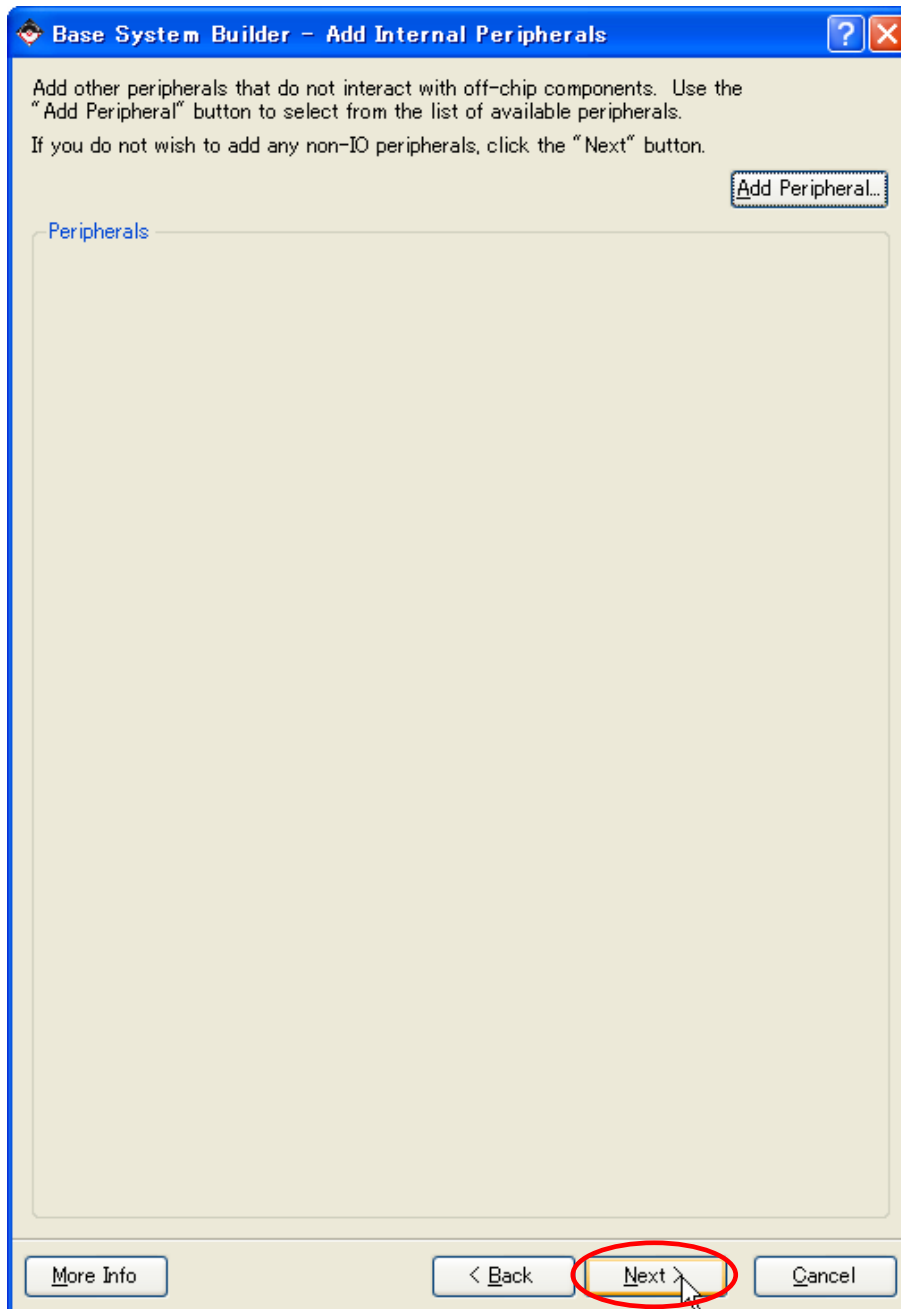 Base System Builder - Add Internal Peripherals
?
Add other peripherals that do not interact with off-chip components. Use the
"Add Peripheral" button to select from the list of available peripherals.
If you do not wish to add any non-IO peripherals, click the "Next" button.
Add Peripheral...
Peripherals
More Info
< Back
Next >
Cancel